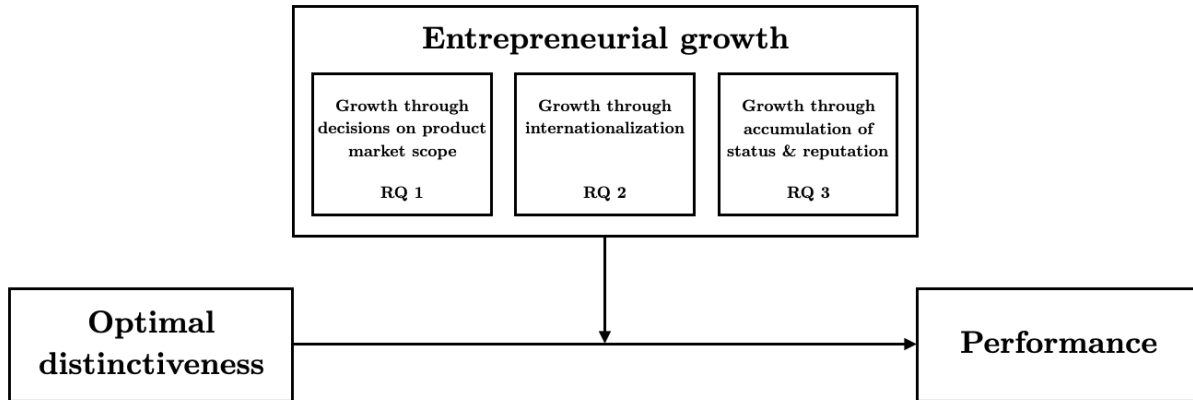 Entrepreneurial growth
Growth through
decisions on product
market scope
RQ 1
Growth through
internationalization
RQ 2
Growth through
accumulation of
status & reputation
RQ 3
Optimal
distinctiveness
Performance